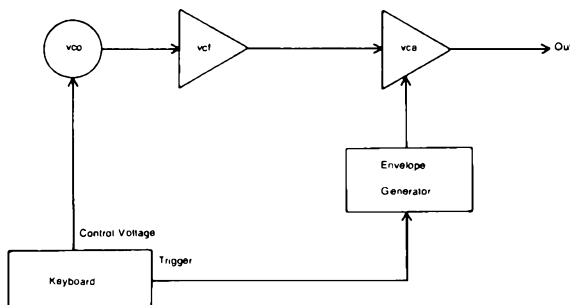 vco
vcf
vca
Out
Envelope
Generator
Control Voltage
Trigger
Keyboard